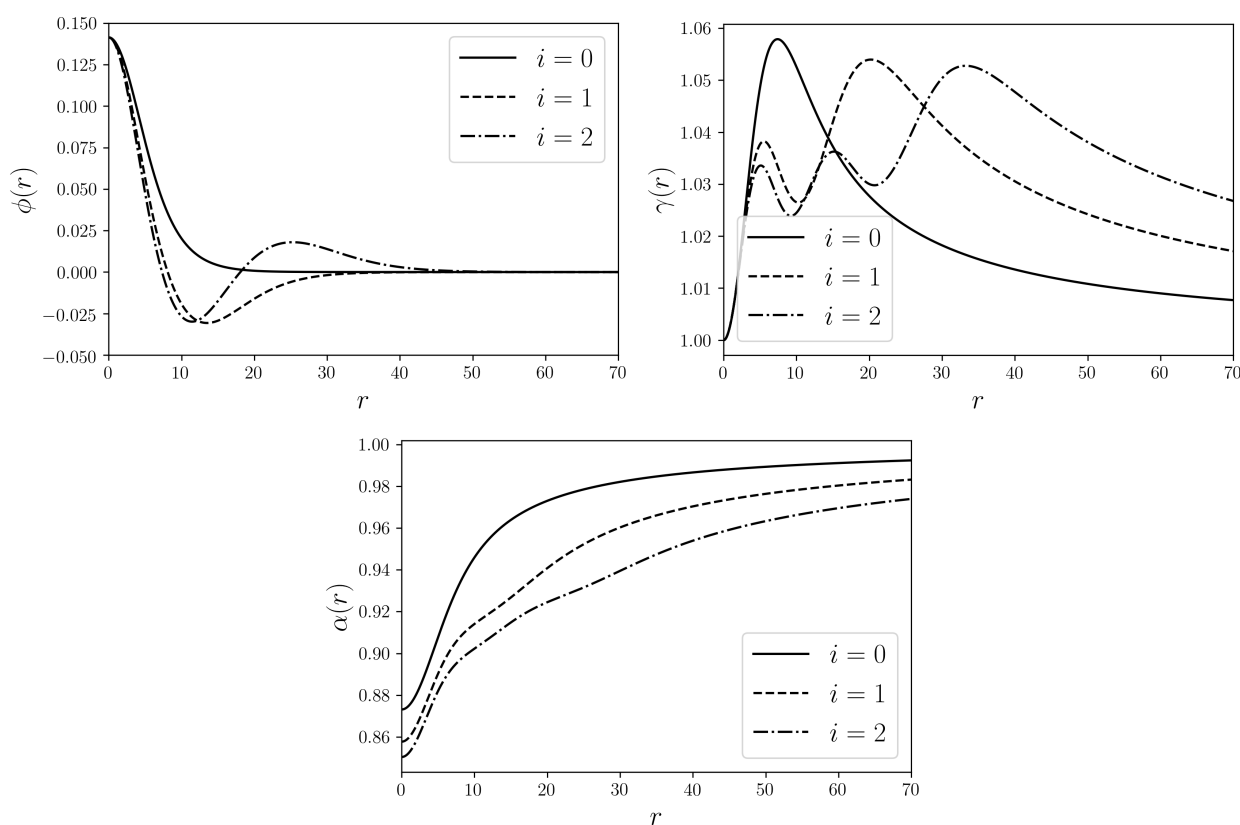 0.150
0.125
0.100
0.075
0.050
0.025
0.000
−0.025
−0.050
ϕ(r)
i = 0
i = 1
i = 2
0 10 20 30 40 50 60 70
r
1.06
1.05
1.04
1.03
1.02
1.01
1.00
γ(r)
i = 0
i = 1
i = 2
0 10 20 30 40 50 60 70
r
1.00
0.98
0.96
0.94
0.92
0.90
0.88
0.86
α(r)
i = 0
i = 1
i = 2
0 10 20 30 40 50 60 70
r